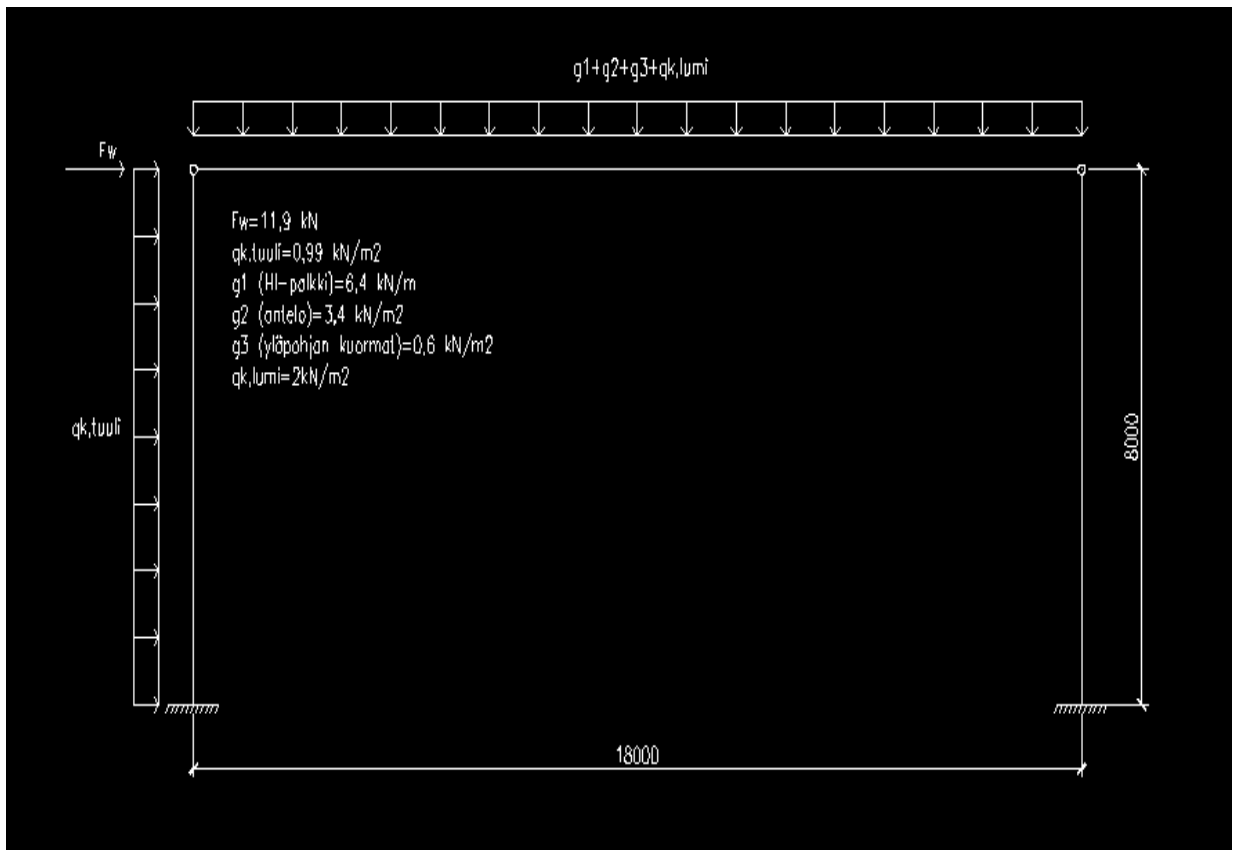 g1+g2+g3+qk,lumi
Fw
Fw=11,9 kN
qk,tuuli=0,99 kN/m2
g1 (HI-palkki)=6,4 kN/m
g2 (ontelo)=3,4 kN/m2
g3 (yläpohjan kuormat)=0,6 kN/m2
qk,lumi=2kN/m2
qk,tuuli
8000
18000